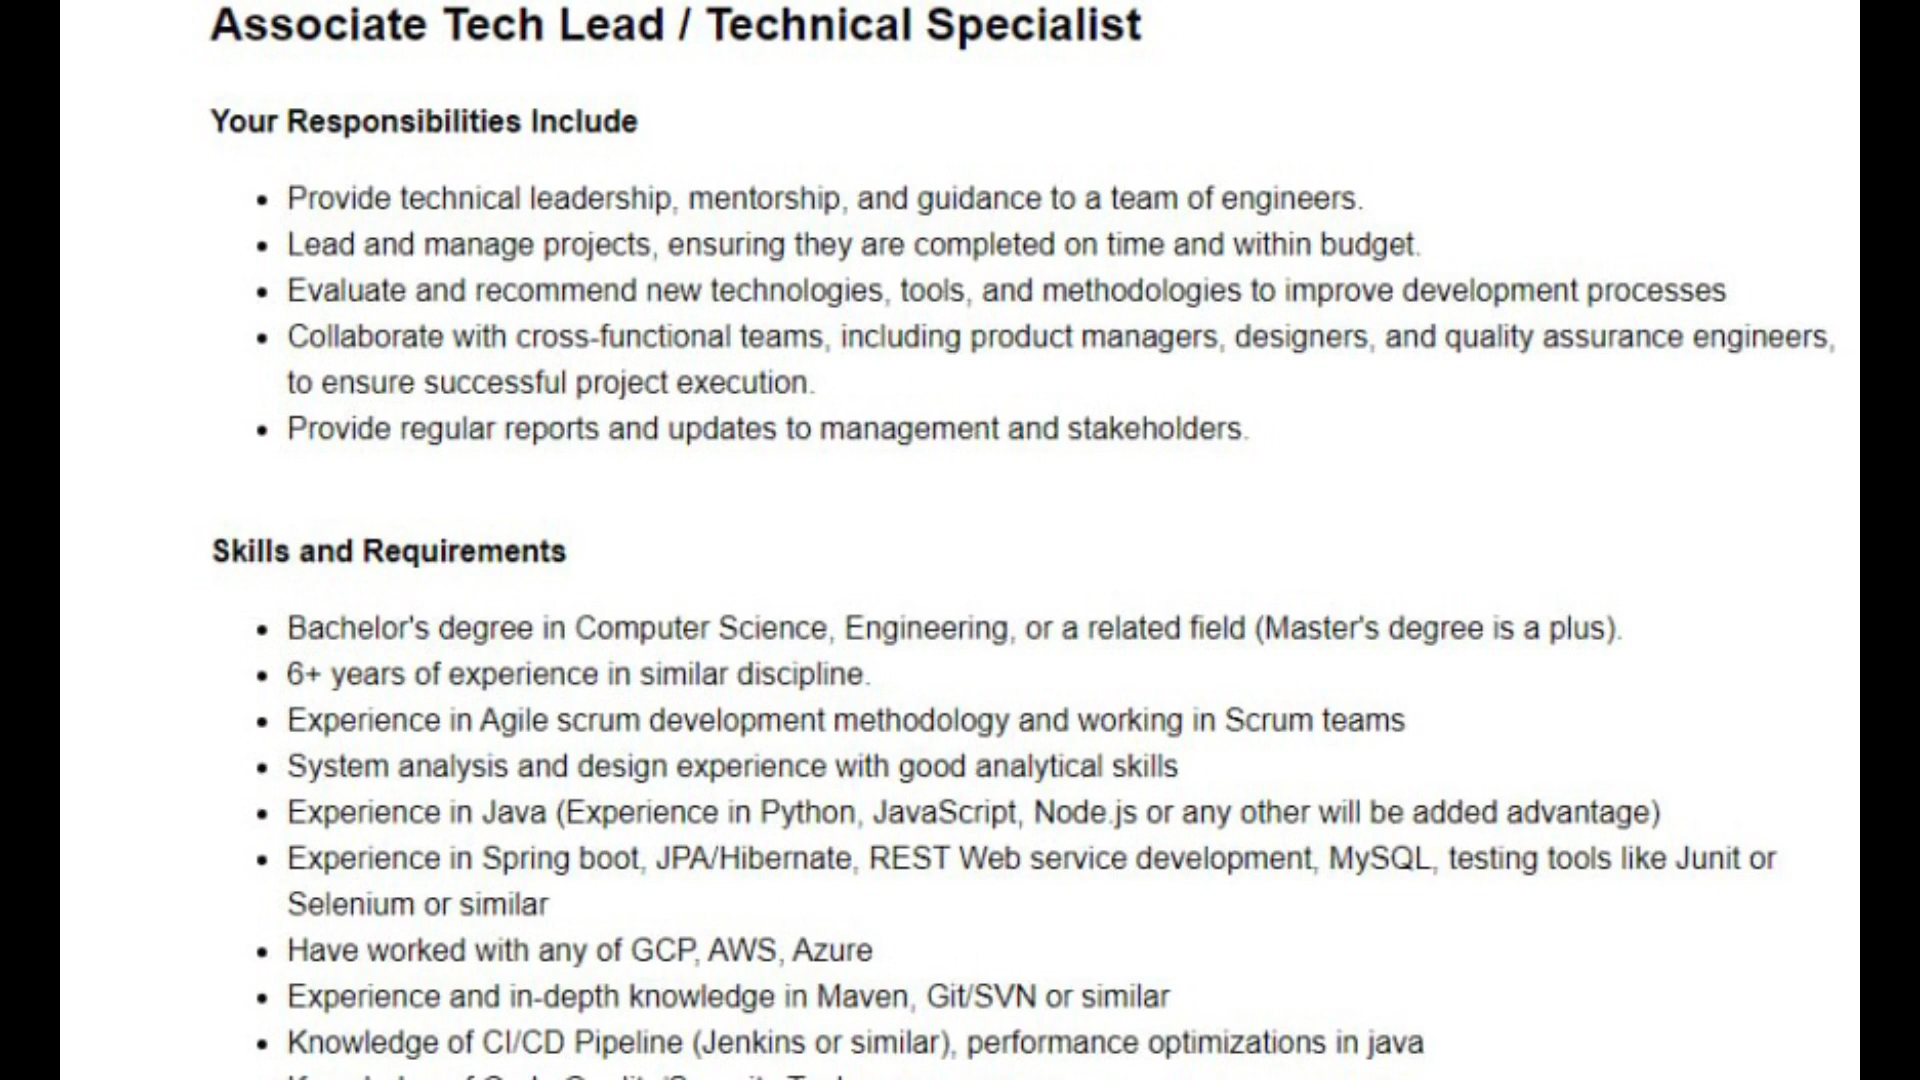 Associate Tech Lead / Technical Specialist
Your Responsibilities Include
• Provide technical leadership, mentorship, and guidance to a team of engineers.
• Lead and manage projects, ensuring they are completed on time and within budget.
• Evaluate and recommend new technologies, tools, and methodologies to improve development processes
• Collaborate with cross-functional teams, including product managers, designers, and quality assurance engineers,
to ensure successful project execution.
• Provide regular reports and updates to management and stakeholders.
Skills and Requirements
• Bachelor's degree in Computer Science, Engineering, or a related field (Master's degree is a plus).
• 6+ years of experience in similar discipline.
• Experience in Agile scrum development methodology and working in Scrum teams
• System analysis and design experience with good analytical skills
• Experience in Java (Experience in Python, JavaScript, Node.js or any other will be added advantage)
• Experience in Spring boot, JPA/Hibernate, REST Web service development, MySQL, testing tools like Junit or
Selenium or similar
• Have worked with any of GCP, AWS, Azure
• Experience and in-depth knowledge in Maven, Git/SVN or similar
• Knowledge of CI/CD Pipeline (Jenkins or similar), performance optimizations in java